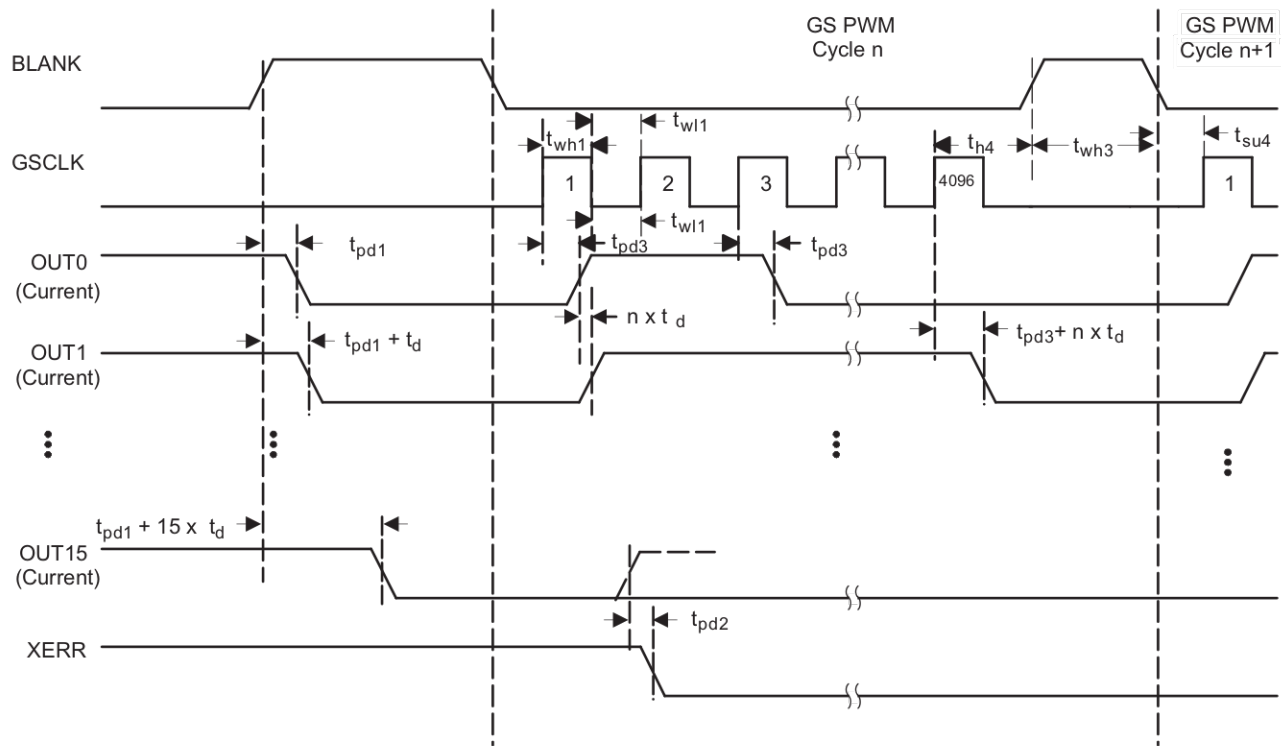 GS PWM
Cycle n
GS PWM
Cycle n+1
BLANK
t_wl1
t_wh1
t_h4
t_wh3
t_su4
GSCLK
1
2
3
4096
1
t_wl1
t_pd1
t_pd3
t_pd3
OUT0
(Current)
n x t_d
t_pd1 + t_d
t_pd3 + n x t_d
OUT1
(Current)
t_pd1 + 15 x t_d
OUT15
(Current)
t_pd2
XERR